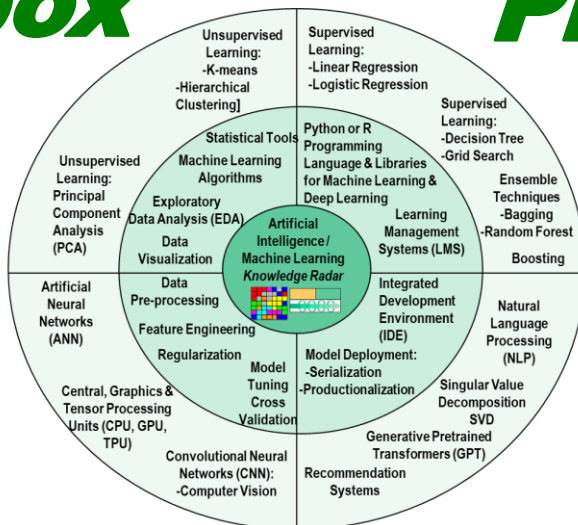 box
Unsupervised
Learning:
-K-means
-Hierarchical
Clustering]
Supervised
Learning:
-Linear Regression
-Logistic Regression
Supervised
Learning:
-Decision Tree
-Grid Search
Ensemble
Techniques
-Bagging
-Random Forest
Boosting
Unsupervised
Learning:
Principal
Component
Analysis
(PCA)
Statistical Tools
Machine Learning
Algorithms
Exploratory
Data Analysis (EDA)
Data
Visualization
Python or R
Programming
Language & Libraries
for Machine Learning &
Deep Learning
Learning
Management
Systems (LMS)
Artificial
Intelligence /
Machine Learning
Knowledge Radar
Artificial
Neural
Networks
(ANN)
Data
Pre-processing
Feature Engineering
Regularization
Model
Tuning
Cross
Validation
Integrated
Development
Environment
(IDE)
Model Deployment:
-Serialization
-Productionalization
Natural
Language
Processing
(NLP)
Singular Value
Decomposition
SVD
Generative Pretrained
Transformers (GPT)
Recommendation
Systems
Central, Graphics &
Tensor Processing
Units (CPU, GPU,
TPU)
Convolutional Neural
Networks (CNN):
-Computer Vision